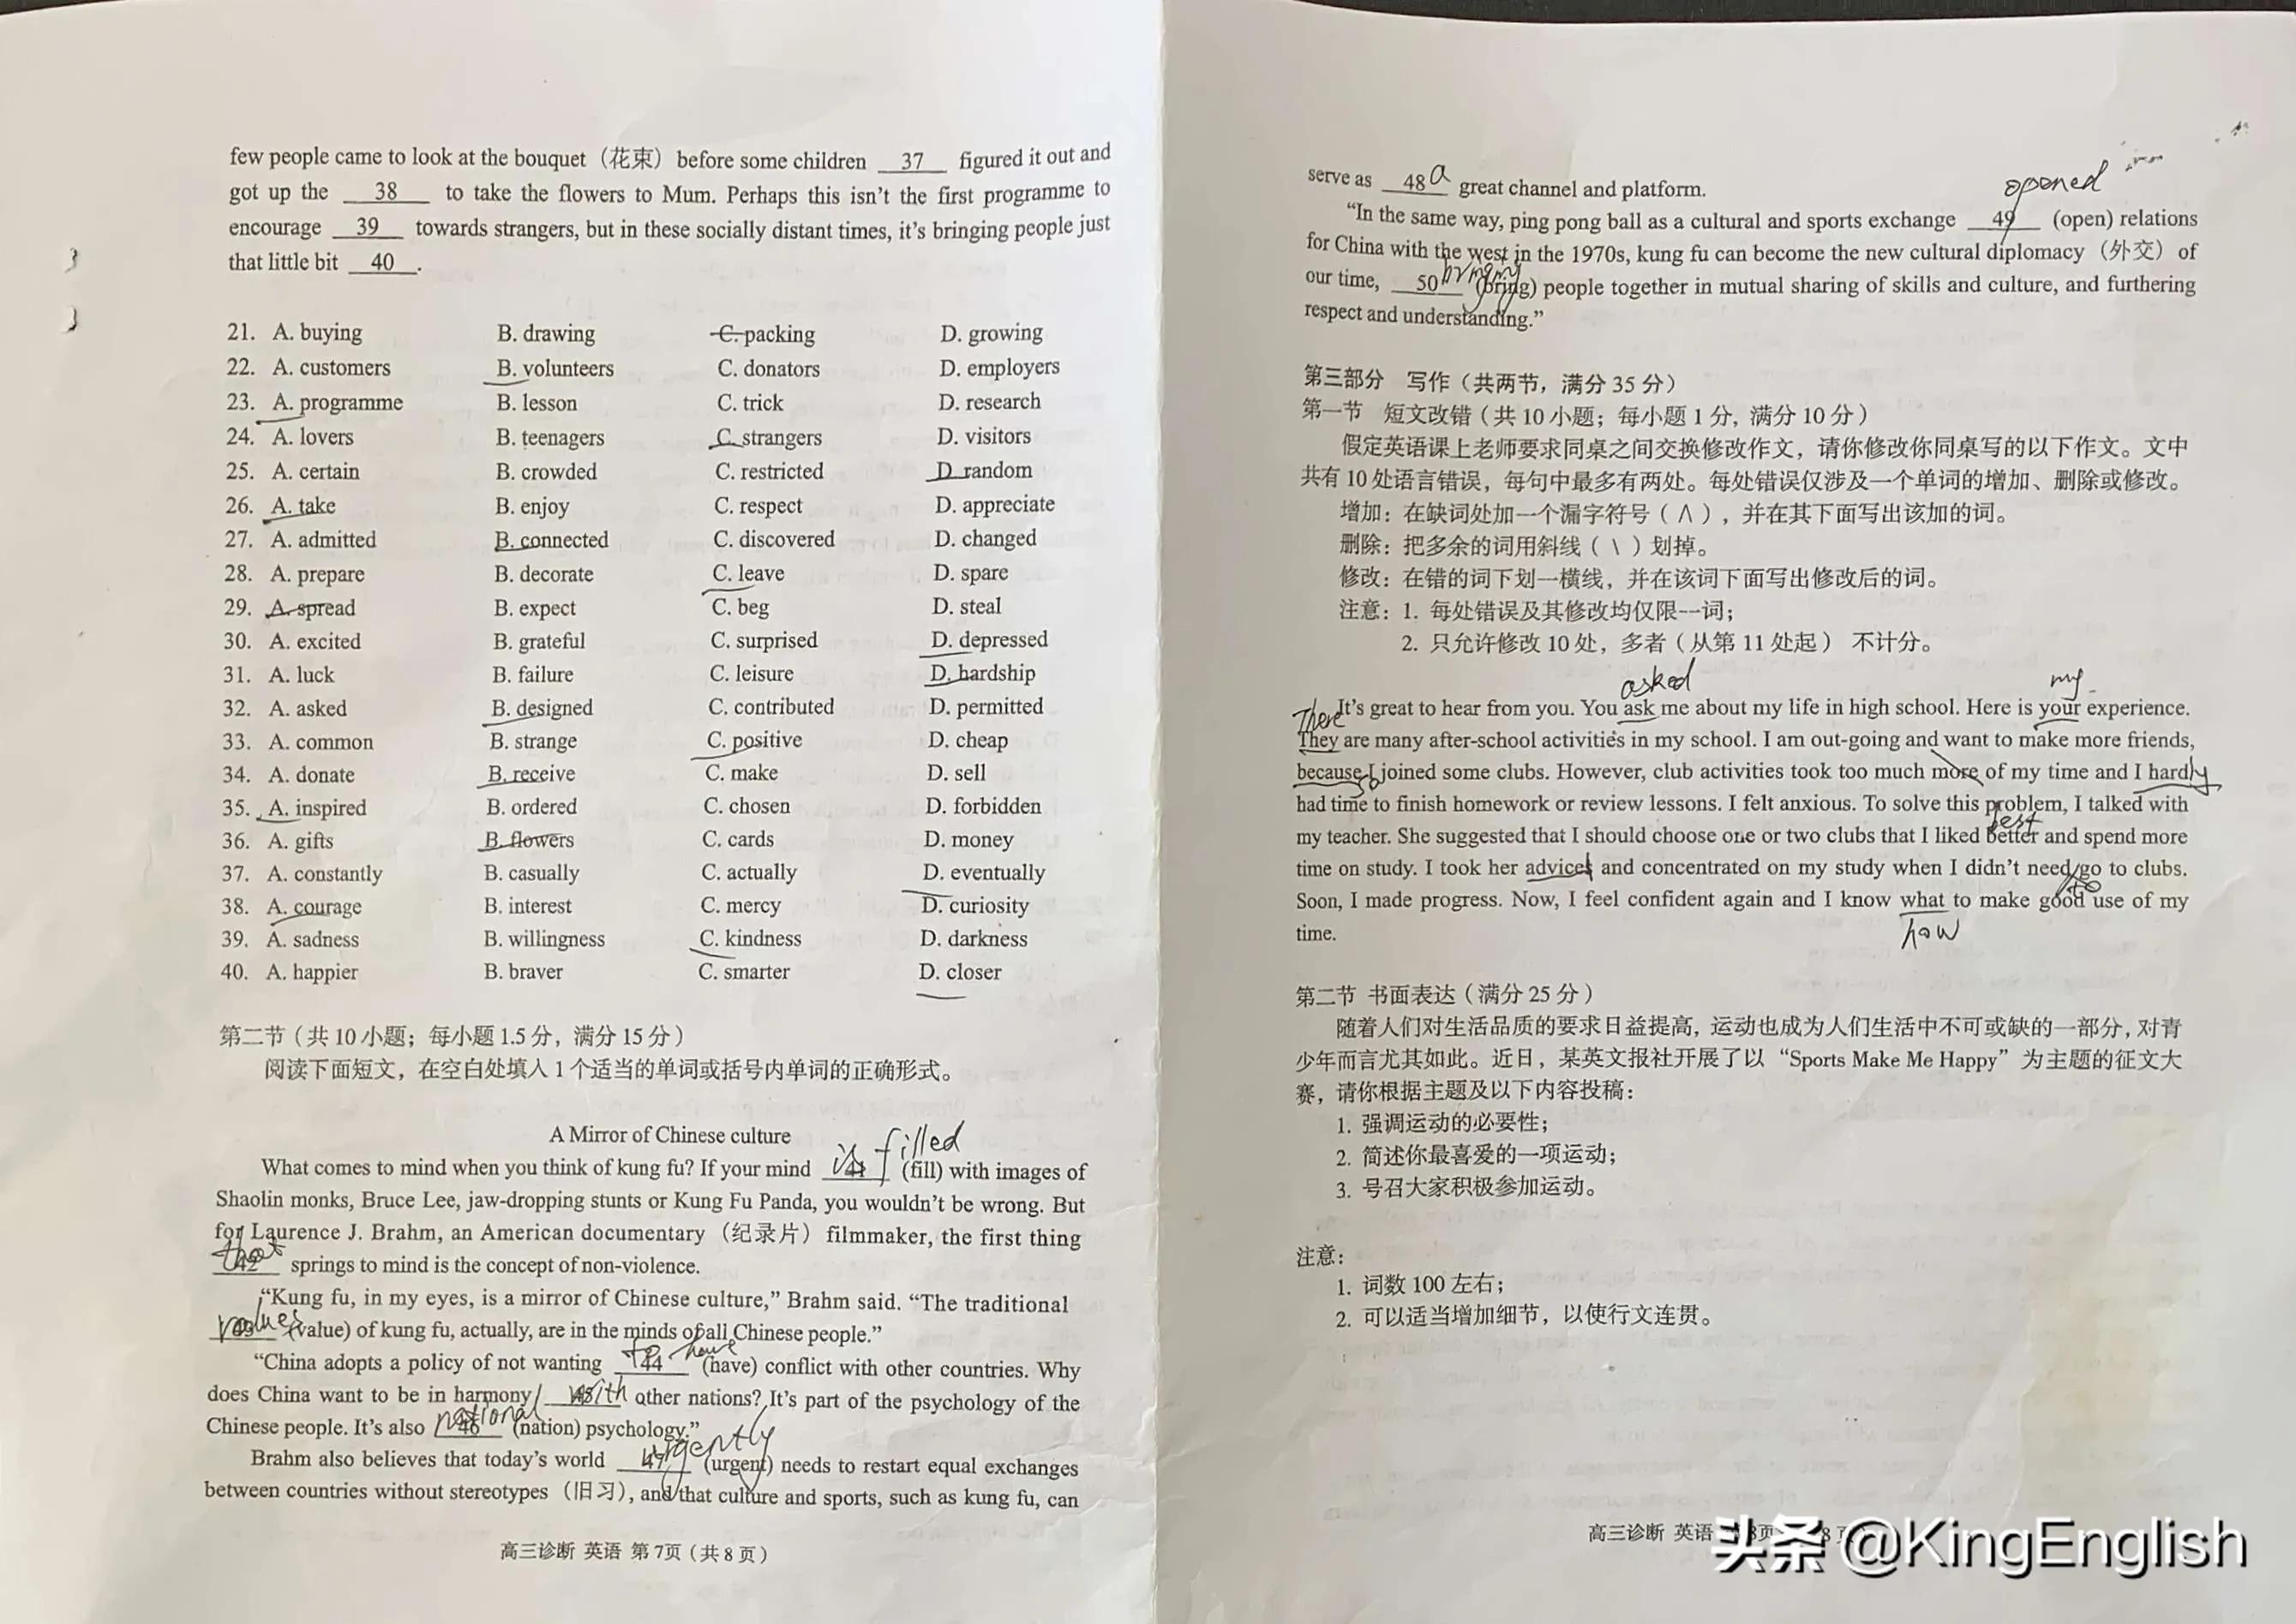 few people came to look at the bouquet（花束）before some children 37 figured it out and
got up the 38 to take the flowers to Mum. Perhaps this isn't the first programme to
encourage 39 towards strangers, but in these socially distant times, it's bringing people just
that little bit 40 .
21. A. buying B. drawing C. packing D. growing
22. A. customers B. volunteers C. donators D. employers
23. A. programme B. lesson C. trick D. research
24. A. lovers B. teenagers C. strangers D. visitors
25. A. certain B. crowded C. restricted D. random
26. A. take B. enjoy C. respect D. appreciate
27. A. admitted B. connected C. discovered D. changed
28. A. prepare B. decorate C. leave D. spare
29. A. spread B. expect C. beg D. steal
30. A. excited B. grateful C. surprised D. depressed
31. A. luck B. failure C. leisure D. hardship
32. A. asked B. designed C. contributed D. permitted
33. A. common B. strange C. positive D. cheap
34. A. donate B. receive C. make D. sell
35. A. inspired B. ordered C. chosen D. forbidden
36. A. gifts B. flowers C. cards D. money
37. A. constantly B. casually C. actually D. eventually
38. A. courage B. interest C. mercy D. curiosity
39. A. sadness B. willingness C. kindness D. darkness
40. A. happier B. braver C. smarter D. closer
第二节（共 10 小题；每小题 1.5 分，满分 15 分）
阅读下面短文，在空白处填入 1 个适当的单词或括号内单词的正确形式。
A Mirror of Chinese culture
is filled
What comes to mind when you think of kung fu? If your mind 41 (fill) with images of
Shaolin monks, Bruce Lee, jaw-dropping stunts or Kung Fu Panda, you wouldn't be wrong. But
for Laurence J. Brahm, an American documentary（纪录片）filmmaker, the first thing
that
42 springs to mind is the concept of non-violence.
"Kung fu, in my eyes, is a mirror of Chinese culture," Brahm said. "The traditional
values
43 (value) of kung fu, actually, are in the minds of all Chinese people."
to have
"China adopts a policy of not wanting 44 (have) conflict with other countries. Why
does China want to be in harmony 45 with other nations? It's part of the psychology of the
national
Chinese people. It's also 46 (nation) psychology."
urgently
Brahm also believes that today's world 47 (urgent) needs to restart equal exchanges
between countries without stereotypes（旧习）, and that culture and sports, such as kung fu, can
高三诊断 英语 第 7页（共 8 页）
serve as 48 a great channel and platform.
opened
"In the same way, ping pong ball as a cultural and sports exchange 49 (open) relations
for China with the west in the 1970s, kung fu can become the new cultural diplomacy（外交）of
bringing
our time, 50 (bring) people together in mutual sharing of skills and culture, and furthering
respect and understanding."
第三部分 写作（共两节，满分 35 分）
第一节 短文改错（共 10 小题；每小题 1 分, 满分 10 分）
假定英语课上老师要求同桌之间交换修改作文，请你修改你同桌写的以下作文。文中
共有 10 处语言错误，每句中最多有两处。每处错误仅涉及一个单词的增加、删除或修改。
增加：在缺词处加一个漏字符号（∧），并在其下面写出该加的词。
删除：把多余的词用斜线（\）划掉。
修改：在错的词下划一横线，并在该词下面写出修改后的词。
注意：1. 每处错误及其修改均仅限一词；
2. 只允许修改 10 处，多者（从第 11 处起）不计分。
asked my
It's great to hear from you. You ask me about my life in high school. Here is your experience.
There
They are many after-school activities in my school. I am out-going and want to make more friends,
because I joined some clubs. However, club activities took too much more of my time and I hardly
so
had time to finish homework or review lessons. I felt anxious. To solve this problem, I talked with
best
my teacher. She suggested that I should choose one or two clubs that I liked better and spend more
time on study. I took her advices and concentrated on my study when I didn't need go to clubs.
to
Soon, I made progress. Now, I feel confident again and I know what to make good use of my
how
time.
第二节 书面表达（满分 25 分）
随着人们对生活品质的要求日益提高, 运动也成为人们生活中不可或缺的一部分, 对青
少年而言尤其如此。近日，某英文报社开展了以 "Sports Make Me Happy" 为主题的征文大
赛，请你根据主题及以下内容投稿：
1. 强调运动的必要性；
2. 简述你最喜爱的一项运动；
3. 号召大家积极参加运动。
注意：
1. 词数 100 左右；
2. 可以适当增加细节，以使行文连贯。
高三诊断 英语 8页 8 页
头条 @KingEnglish